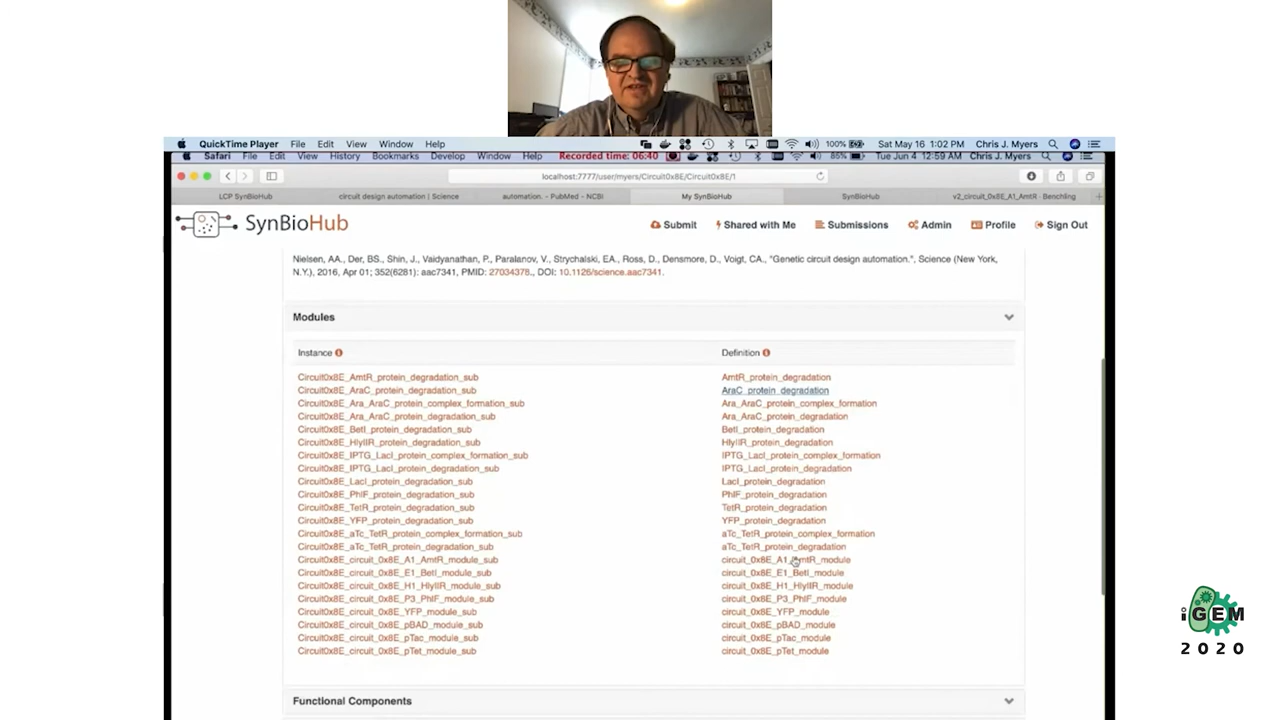 QuickTime Player File Edit View Window Help 100% Sat May 16 1:02 PM Chris J. Myers
Safari File Edit View History Bookmarks Develop Window Help Recorded time: 06:40 85% Tue Jun 4 12:59 AM Chris J. Myers
localhost:7777/user/myers/Circuit0x8E/Circuit0x8E/1
LCP SynBioHub circuit design automation | Science automation. - PubMed - NCBI My SynBioHub SynBioHub v2_circuit_0x8E_A1_AmtR · Benchling
SynBioHub Submit Shared with Me Submissions Admin Profile Sign Out
Nielsen, AA., Der, BS., Shin, J., Vaidyanathan, P., Paralanov, V., Strychalski, EA., Ross, D., Densmore, D., Voigt, CA., "Genetic circuit design automation.", Science (New York,
N.Y.), 2016, Apr 01; 352(6281): aac7341, PMID: 27034378., DOI: 10.1126/science.aac7341.
Modules
Instance Definition
Circuit0x8E_AmtR_protein_degradation_sub AmtR_protein_degradation
Circuit0x8E_AraC_protein_degradation_sub AraC_protein_degradation
Circuit0x8E_Ara_AraC_protein_complex_formation_sub Ara_AraC_protein_complex_formation
Circuit0x8E_Ara_AraC_protein_degradation_sub Ara_AraC_protein_degradation
Circuit0x8E_BetI_protein_degradation_sub BetI_protein_degradation
Circuit0x8E_HlyIIR_protein_degradation_sub HlyIIR_protein_degradation
Circuit0x8E_IPTG_LacI_protein_complex_formation_sub IPTG_LacI_protein_complex_formation
Circuit0x8E_IPTG_LacI_protein_degradation_sub IPTG_LacI_protein_degradation
Circuit0x8E_LacI_protein_degradation_sub LacI_protein_degradation
Circuit0x8E_PhlF_protein_degradation_sub PhlF_protein_degradation
Circuit0x8E_TetR_protein_degradation_sub TetR_protein_degradation
Circuit0x8E_YFP_protein_degradation_sub YFP_protein_degradation
Circuit0x8E_aTc_TetR_protein_complex_formation_sub aTc_TetR_protein_complex_formation
Circuit0x8E_aTc_TetR_protein_degradation_sub aTc_TetR_protein_degradation
Circuit0x8E_circuit_0x8E_A1_AmtR_module_sub circuit_0x8E_A1_AmtR_module
Circuit0x8E_circuit_0x8E_E1_BetI_module_sub circuit_0x8E_E1_BetI_module
Circuit0x8E_circuit_0x8E_H1_HlyIIR_module_sub circuit_0x8E_H1_HlyIIR_module
Circuit0x8E_circuit_0x8E_P3_PhlF_module_sub circuit_0x8E_P3_PhlF_module
Circuit0x8E_circuit_0x8E_YFP_module_sub circuit_0x8E_YFP_module
Circuit0x8E_circuit_0x8E_pBAD_module_sub circuit_0x8E_pBAD_module
Circuit0x8E_circuit_0x8E_pTac_module_sub circuit_0x8E_pTac_module
Circuit0x8E_circuit_0x8E_pTet_module_sub circuit_0x8E_pTet_module
Functional Components
iGEM
2020